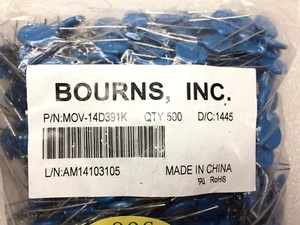 BOURNS, INC.
P/N:MOV-14D391K QTY 500 D/C:1445
L/N:AM14103105 MADE IN CHINA
RoHS